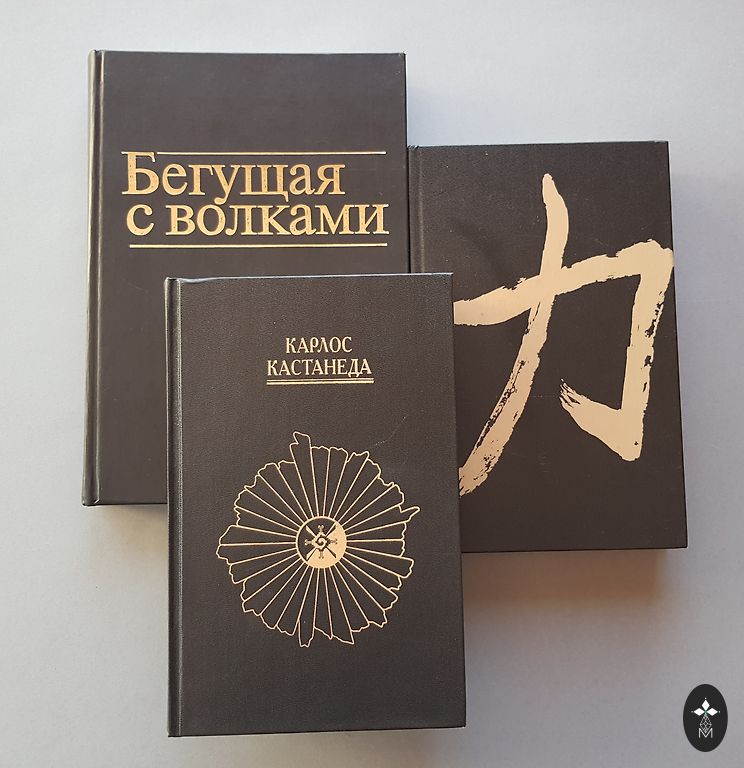 Бегущая
с волками
力
КАРЛОС
КАСТАНЕДА
M